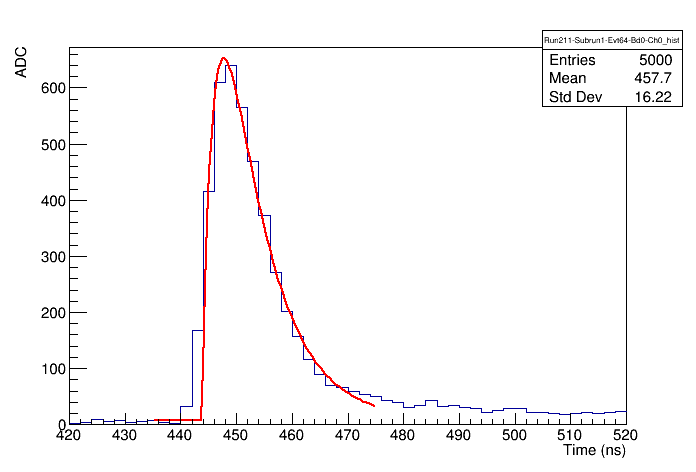 Run211-Subrun1-Evt64-Bd0-Ch0_hist
Entries 5000
Mean 457.7
Std Dev 16.22
ADC
600
500
400
300
200
100
0
420 430 440 450 460 470 480 490 500 510 520
Time (ns)